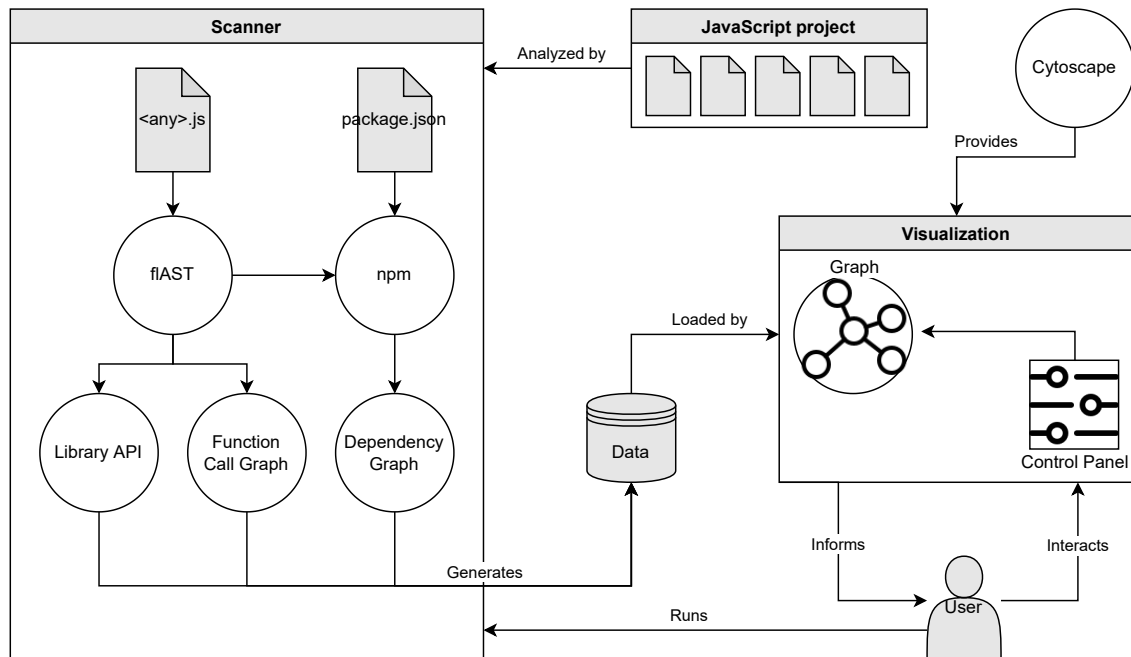 Scanner
JavaScript project
Analyzed by
Cytoscape
<any>.js
package.json
Provides
flAST
npm
Visualization
Graph
Loaded by
Library API
Function
Call Graph
Dependency
Graph
Data
Control Panel
Generates
Informs
Interacts
User
Runs